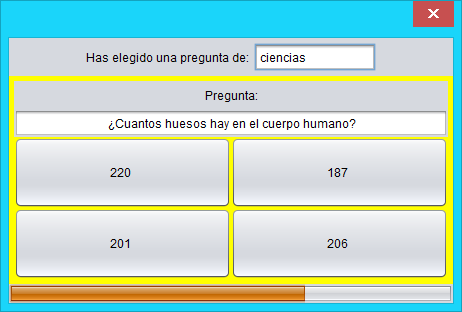 Has elegido una pregunta de: ciencias
Pregunta:
¿Cuantos huesos hay en el cuerpo humano?
220 187
201 206